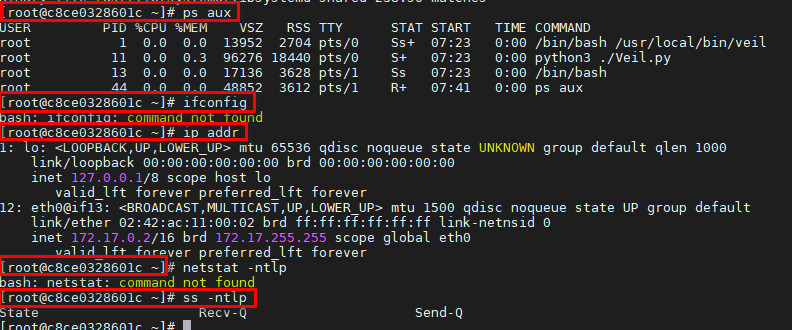 [root@c8ce0328601c ~]# ps aux
USER PID %CPU %MEM VSZ RSS TTY STAT START TIME COMMAND
root 1 0.0 0.0 13952 2704 pts/0 Ss+ 07:23 0:00 /bin/bash /usr/local/bin/veil
root 11 0.0 0.3 96276 18440 pts/0 S+ 07:23 0:00 python3 ./Veil.py
root 13 0.0 0.0 17136 3628 pts/1 Ss 07:23 0:00 /bin/bash
root 44 0.0 0.0 48852 3612 pts/1 R+ 07:41 0:00 ps aux
[root@c8ce0328601c ~]# ifconfig
bash: ifconfig: command not found
[root@c8ce0328601c ~]# ip addr
1: lo: <LOOPBACK,UP,LOWER_UP> mtu 65536 qdisc noqueue state UNKNOWN group default qlen 1000
link/loopback 00:00:00:00:00:00 brd 00:00:00:00:00:00
inet 127.0.0.1/8 scope host lo
valid_lft forever preferred_lft forever
12: eth0@if13: <BROADCAST,MULTICAST,UP,LOWER_UP> mtu 1500 qdisc noqueue state UP group default
link/ether 02:42:ac:11:00:02 brd ff:ff:ff:ff:ff:ff link-netnsid 0
inet 172.17.0.2/16 brd 172.17.255.255 scope global eth0
valid_lft forever preferred_lft forever
[root@c8ce0328601c ~]# netstat -ntlp
bash: netstat: command not found
[root@c8ce0328601c ~]# ss -ntlp
State Recv-Q Send-Q
[root@c8ce0328601c ~]#